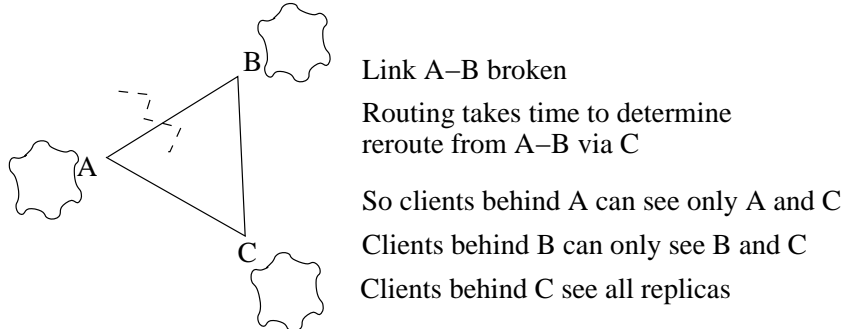 B
Link A–B broken
Routing takes time to determine
reroute from A–B via C
A
So clients behind A can see only A and C
C
Clients behind B can only see B and C
Clients behind C see all replicas